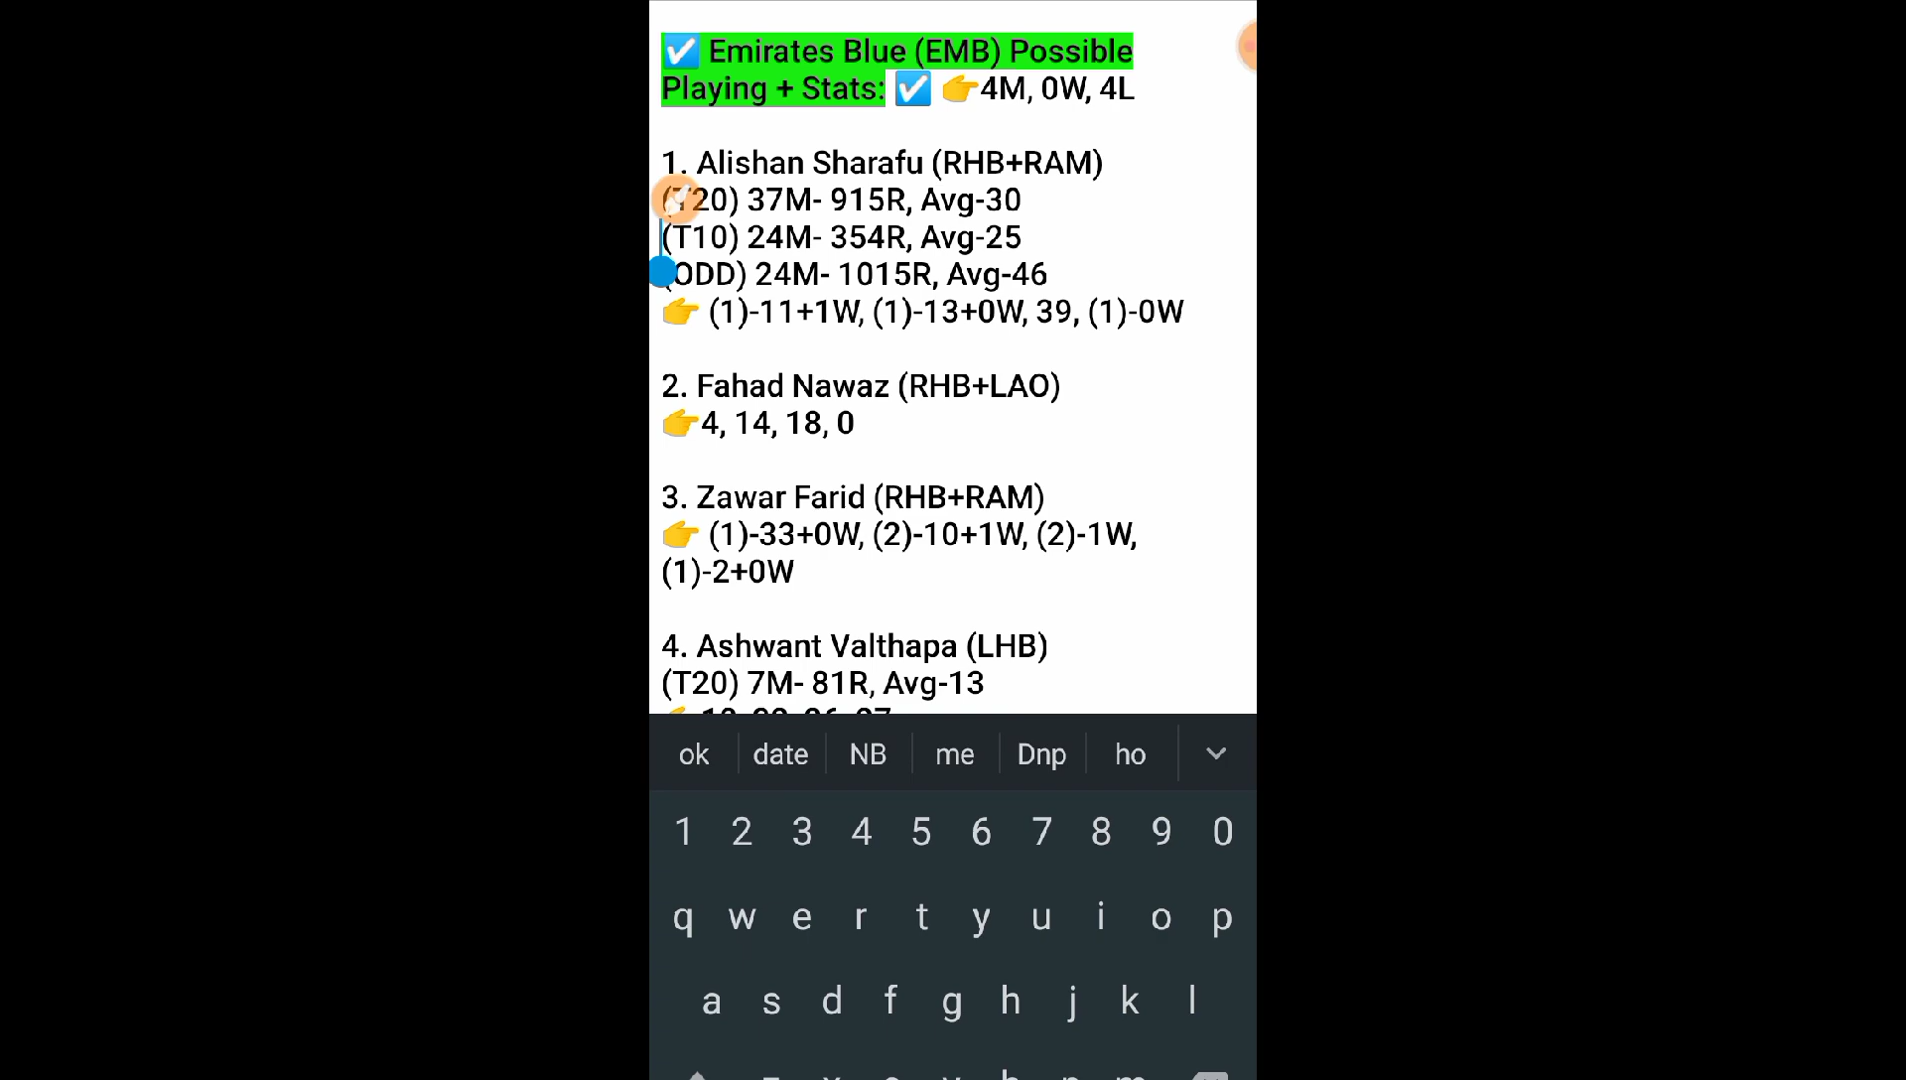 ✅ Emirates Blue (EMB) Possible
Playing + Stats: ✅ 👉4M, 0W, 4L
1. Alishan Sharafu (RHB+RAM)
(T20) 37M- 915R, Avg-30
(T10) 24M- 354R, Avg-25
(ODD) 24M- 1015R, Avg-46
👉 (1)-11+1W, (1)-13+0W, 39, (1)-0W
2. Fahad Nawaz (RHB+LAO)
👉4, 14, 18, 0
3. Zawar Farid (RHB+RAM)
👉 (1)-33+0W, (2)-10+1W, (2)-1W,
(1)-2+0W
4. Ashwant Valthapa (LHB)
(T20) 7M- 81R, Avg-13
ok date NB me Dnp ho
1 2 3 4 5 6 7 8 9 0
q w e r t y u i o p
a s d f g h j k l